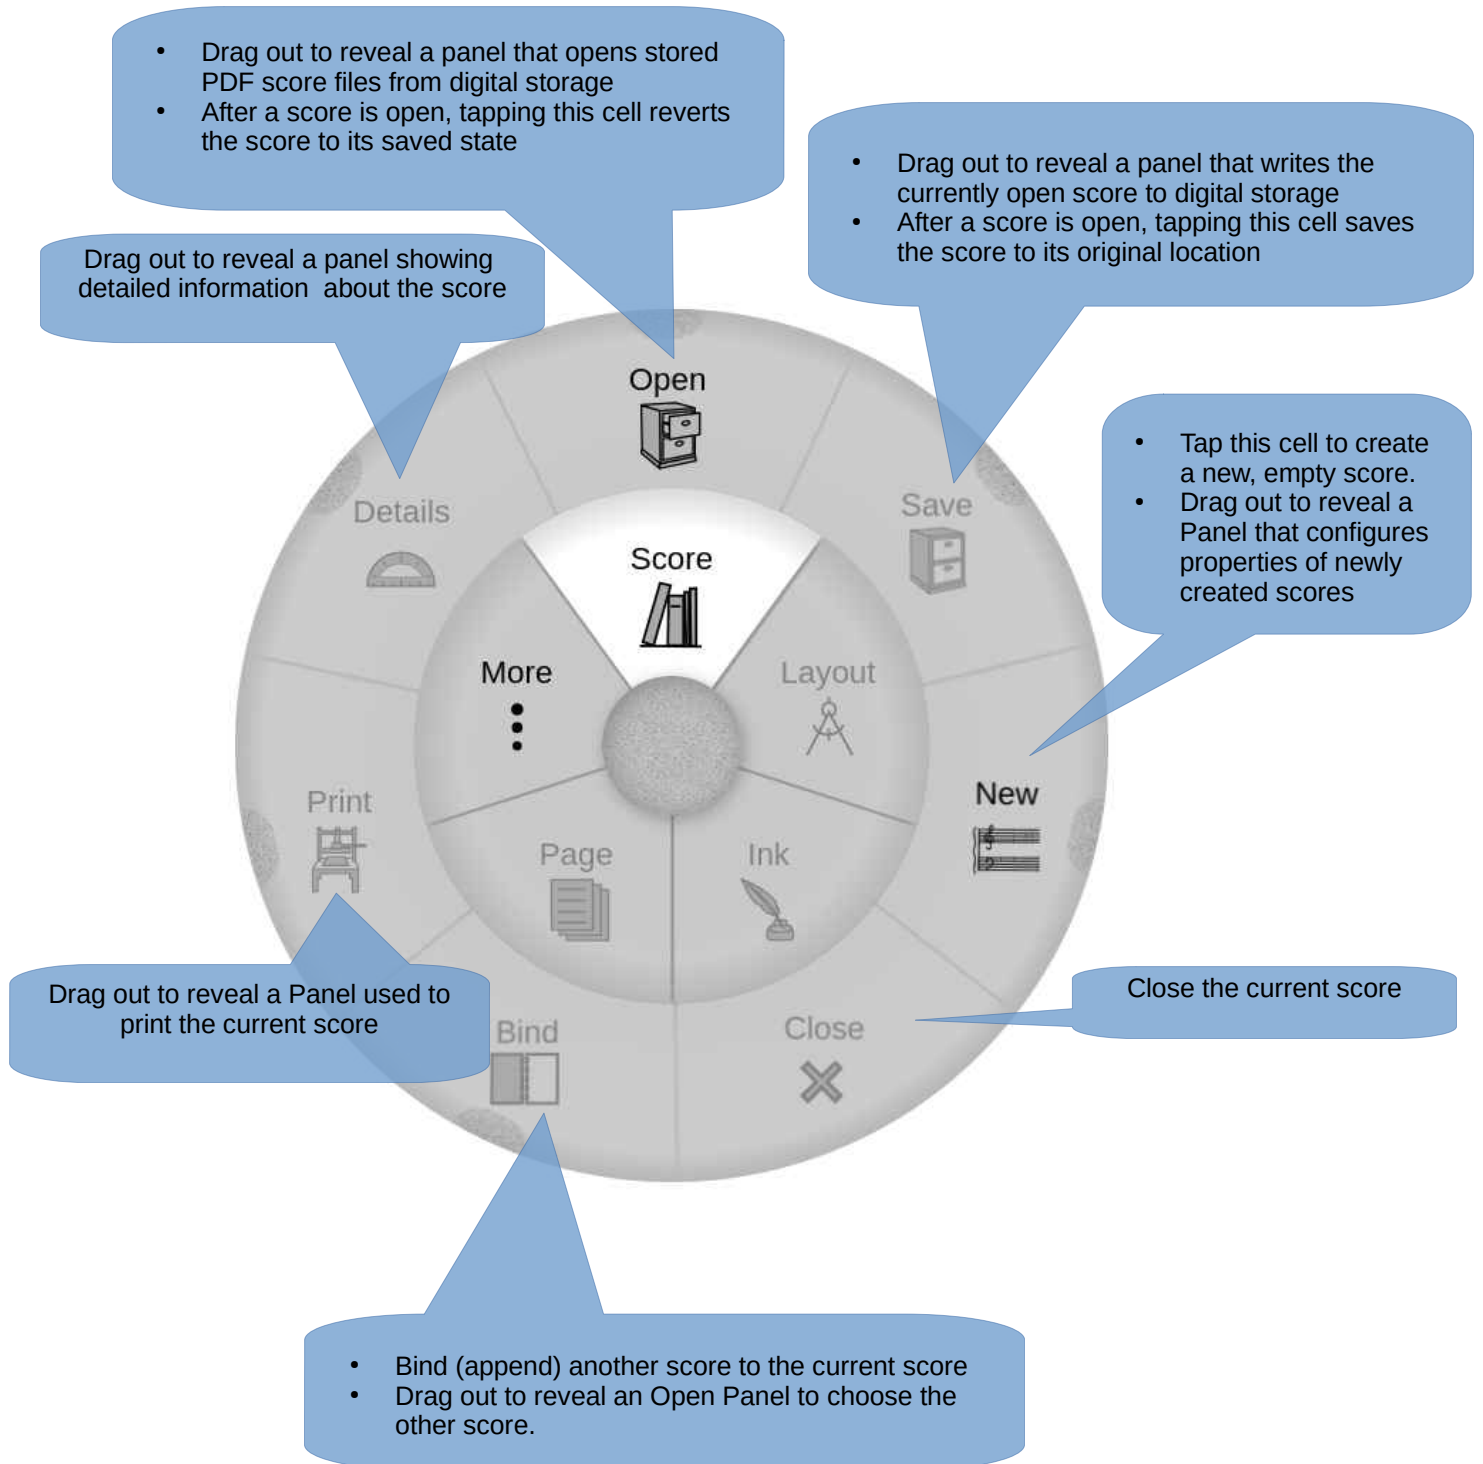 • Drag out to reveal a panel that opens stored
PDF score files from digital storage
• After a score is open, tapping this cell reverts
the score to its saved state
• Drag out to reveal a panel that writes the
currently open score to digital storage
• After a score is open, tapping this cell saves
the score to its original location
Drag out to reveal a panel showing
detailed information  about the score
• Tap this cell to create
a new, empty score.
• Drag out to reveal a
Panel that configures
properties of newly
created scores
Open
Details
Save
Score
More
Layout
New
Print
Page
Ink
Drag out to reveal a Panel used to
print the current score
Close the current score
Bind
Close
• Bind (append) another score to the current score
• Drag out to reveal an Open Panel to choose the
other score.